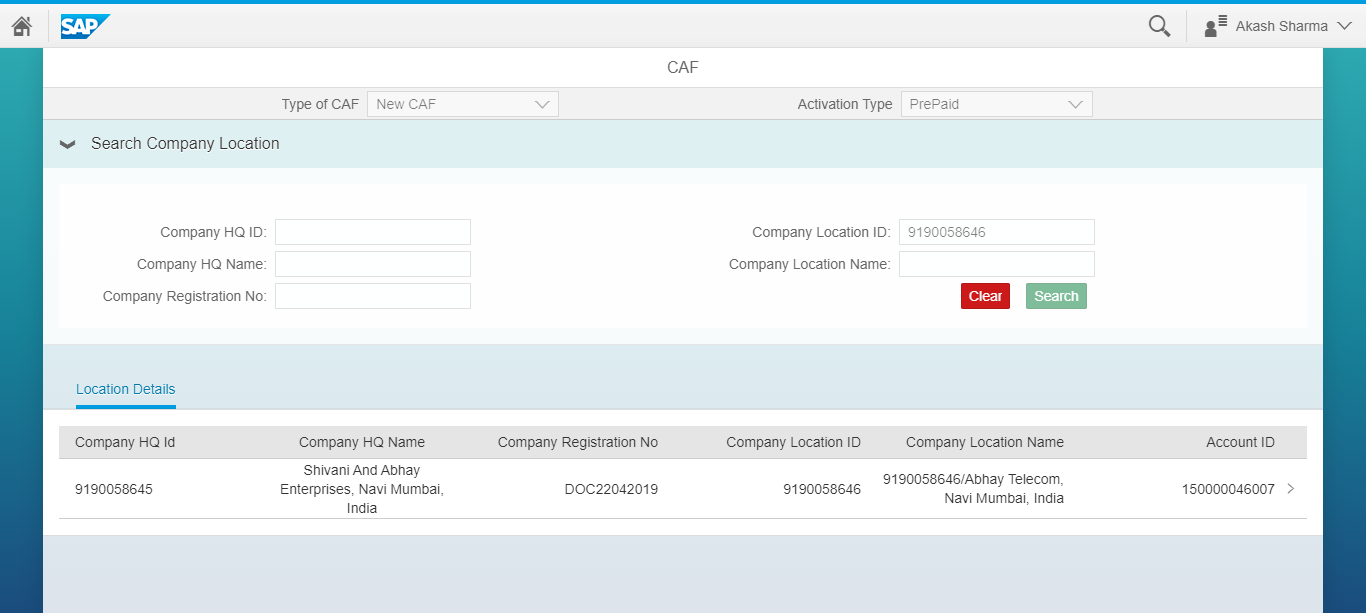 SAP
Akash Sharma
CAF
Type of CAF New CAF Activation Type PrePaid
Search Company Location
Company HQ ID: Company Location ID: 9190058646
Company HQ Name: Company Location Name:
Company Registration No: Clear Search
Location Details
Company HQ Id Company HQ Name Company Registration No Company Location ID Company Location Name Account ID
9190058645
Shivani And Abhay
Enterprises, Navi Mumbai,
India
DOC22042019
9190058646
9190058646/Abhay Telecom,
Navi Mumbai, India
150000046007